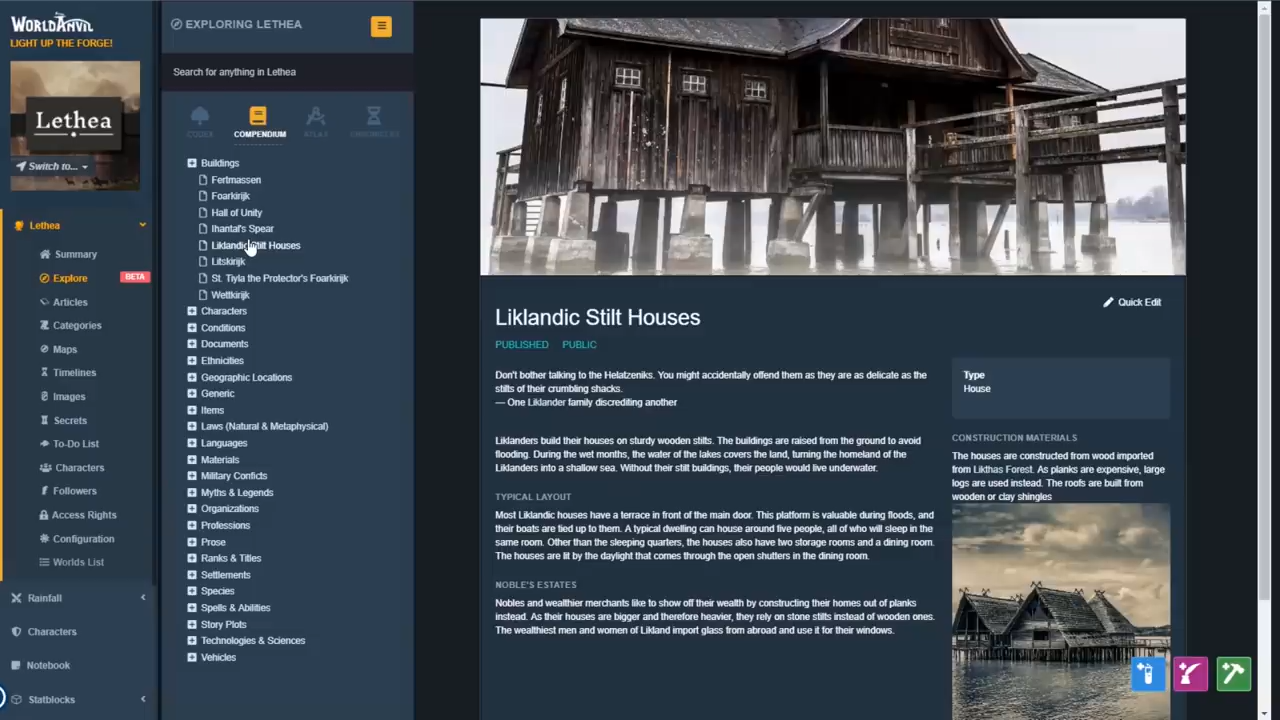 WORLDANVIL
LIGHT UP THE FORGE!
Lethea
Switch to...
Lethea
Summary
Explore
BETA
Articles
Categories
Maps
Timelines
Images
Secrets
To-Do List
Characters
Followers
Access Rights
Configuration
Worlds List
Rainfall
Characters
Notebook
Statblocks
EXPLORING LETHEA
Search for anything in Lethea
CODEX
COMPENDIUM
ATLAS
CHRONICLES
Buildings
Fertmassen
Foarkirijk
Hall of Unity
Ihantal's Spear
Liklandic Stilt Houses
Litskirijk
St. Tiyla the Protector's Foarkirijk
Wettkirijk
Characters
Conditions
Documents
Ethnicities
Geographic Locations
Generic
Items
Laws (Natural & Metaphysical)
Languages
Materials
Military Conficts
Myths & Legends
Organizations
Professions
Prose
Ranks & Titles
Settlements
Species
Spells & Abilities
Story Plots
Technologies & Sciences
Vehicles
Quick Edit
Liklandic Stilt Houses
PUBLISHED PUBLIC
Don't bother talking to the Helatzeniks. You might accidentally offend them as they are as delicate as the
stilts of their crumbling shacks.
— One Liklander family discrediting another
Liklanders build their houses on sturdy wooden stilts. The buildings are raised from the ground to avoid
flooding. During the wet months, the water of the lakes covers the land, turning the homeland of the
Liklanders into a shallow sea. Without their stilt buildings, their people would live underwater.
TYPICAL LAYOUT
Most Liklandic houses have a terrace in front of the main door. This platform is valuable during floods, and
their boats are tied up to them. A typical dwelling can house around five people, all of who will sleep in the
same room. Other than the sleeping quarters, the houses also have two storage rooms and a dining room.
The houses are lit by the daylight that comes through the open shutters in the dining room.
NOBLE'S ESTATES
Nobles and wealthier merchants like to show off their wealth by constructing their homes out of planks
instead. As their houses are bigger and therefore heavier, they rely on stone stilts instead of wooden ones.
The wealthiest men and women of Likland import glass from abroad and use it for their windows.
Type
House
CONSTRUCTION MATERIALS
The houses are constructed from wood imported
from Likthas Forest. As planks are expensive, large
logs are used instead. The roofs are built from
wooden or clay shingles